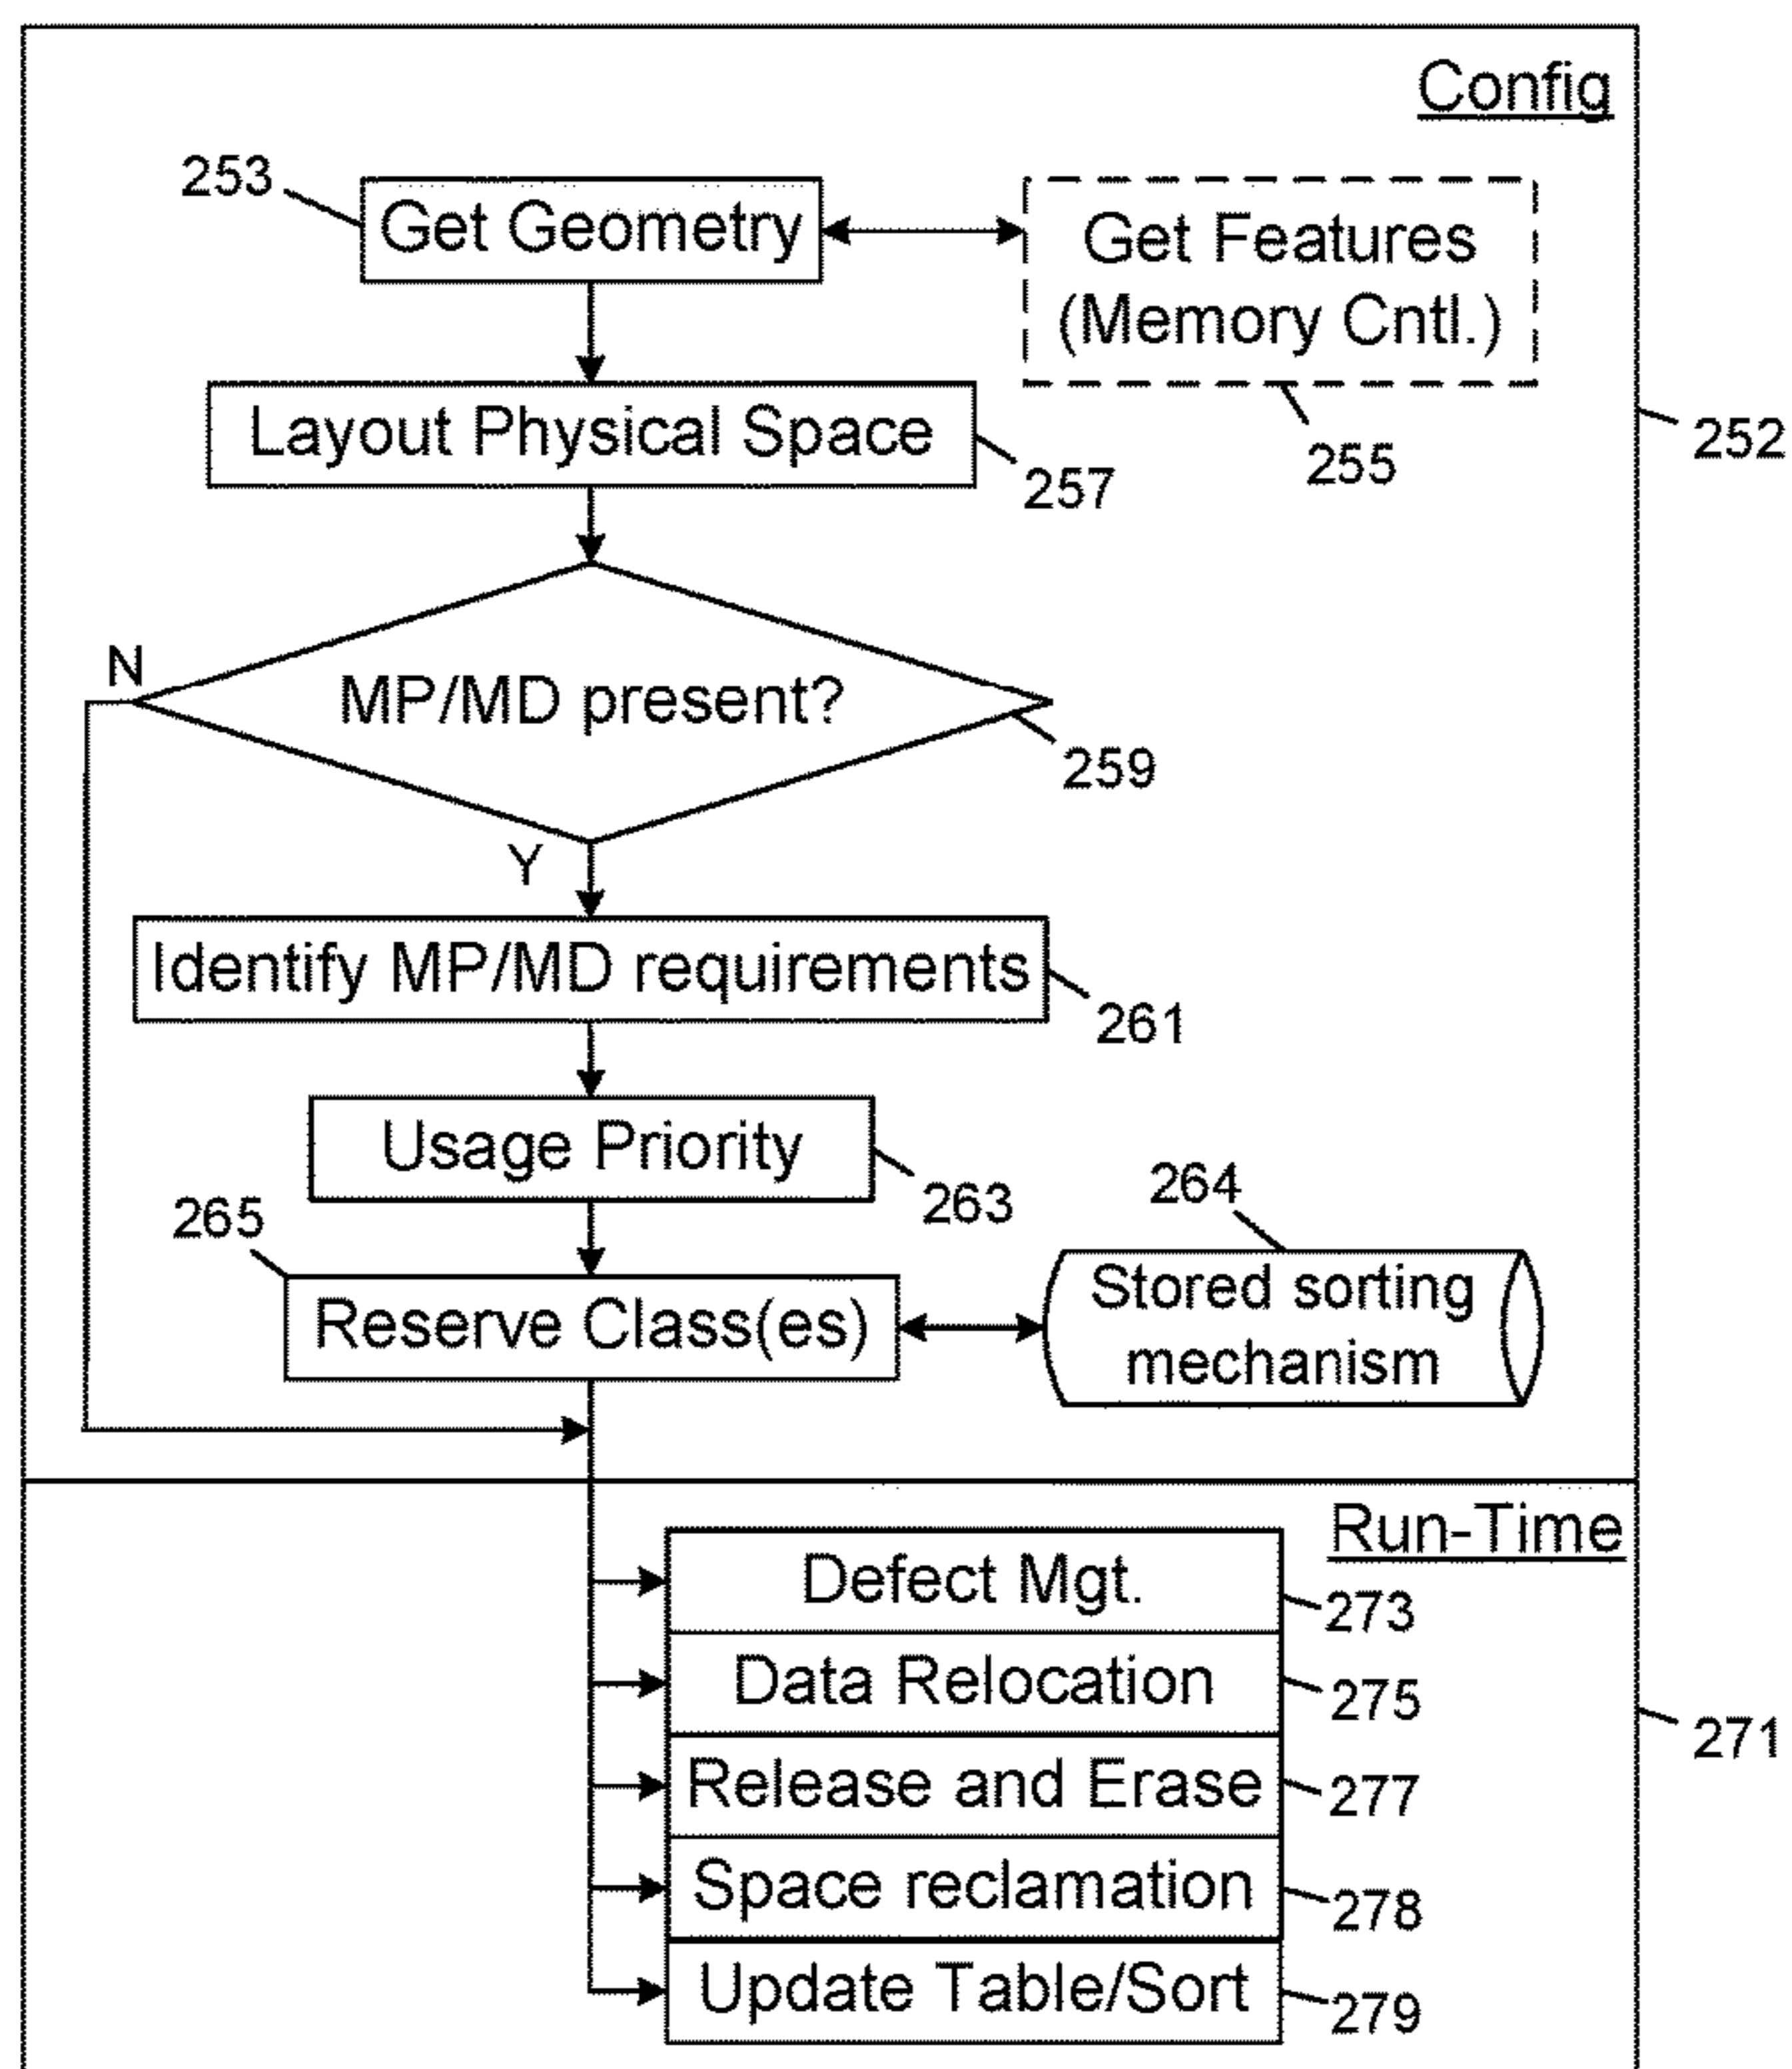 Config
253
Get Geometry
Get Features
(Memory Cntl.)
252
Layout Physical Space
257
255
N
MP/MD present?
259
Y
Identify MP/MD requirements
261
Usage Priority
263
264
265
Reserve Class(es)
Stored sorting
mechanism
Run-Time
Defect Mgt.
273
Data Relocation
275
271
Release and Erase
277
Space reclamation
278
Update Table/Sort
279